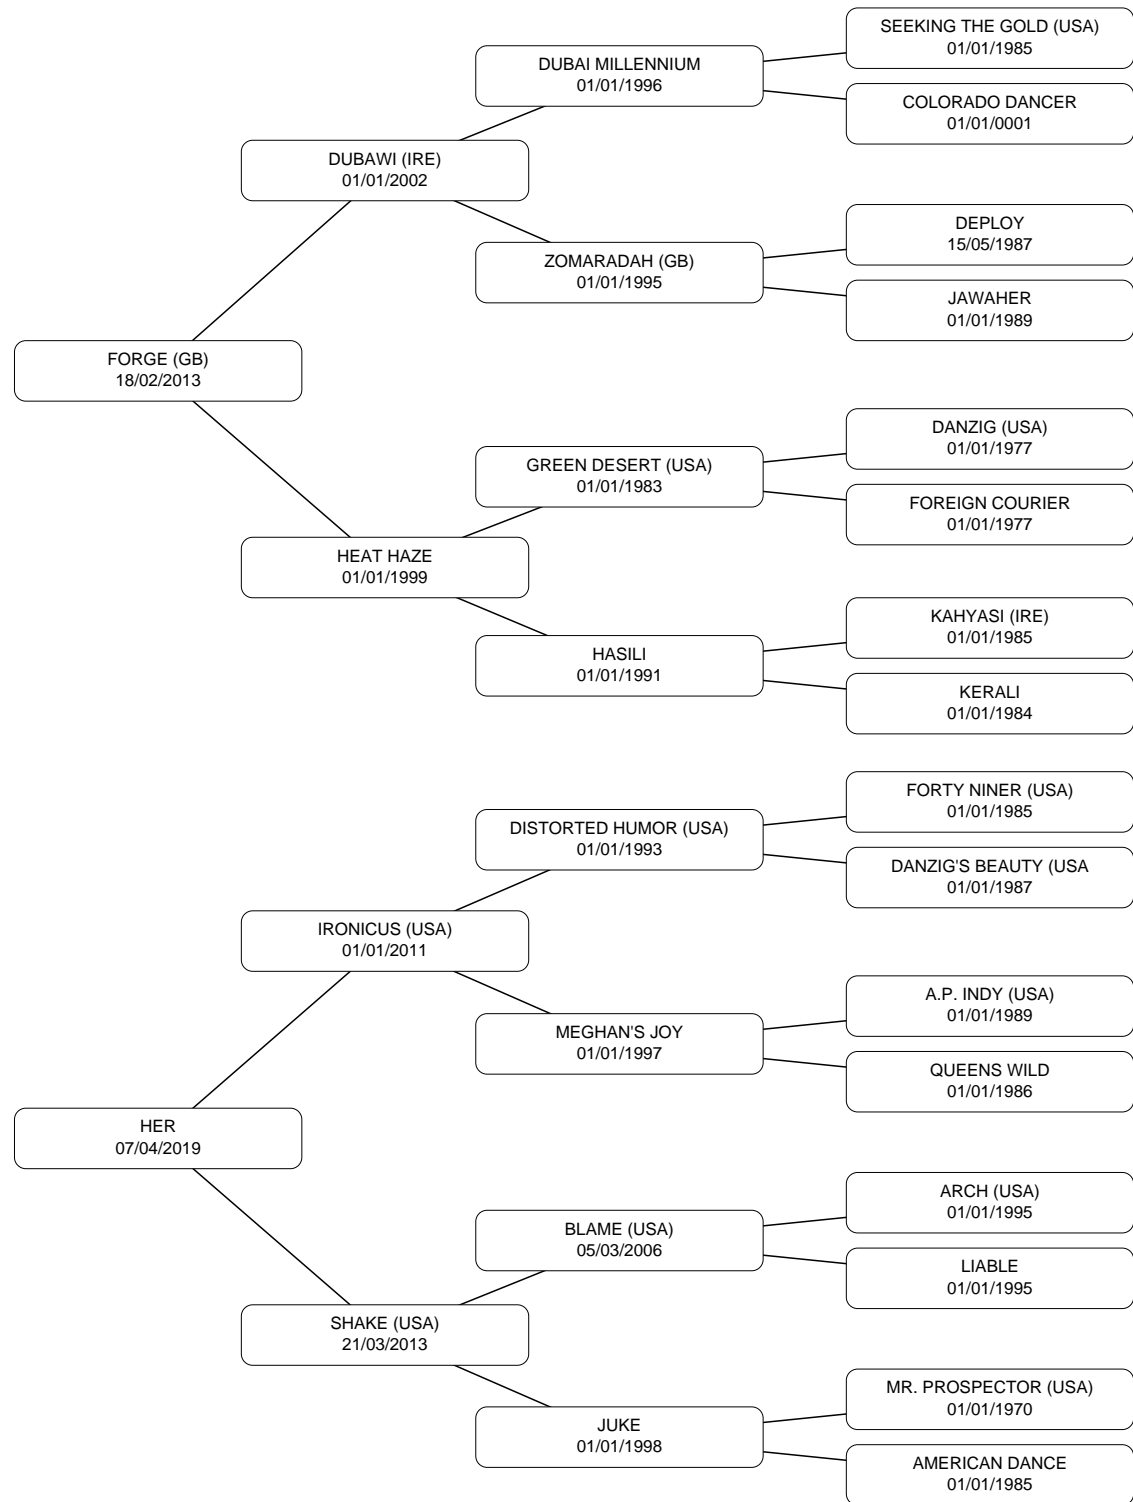 SEEKING THE GOLD (USA)
01/01/1985
DUBAI MILLENNIUM
01/01/1996
COLORADO DANCER
01/01/0001
DUBAWI (IRE)
01/01/2002
DEPLOY
15/05/1987
ZOMARADAH (GB)
01/01/1995
JAWAHER
01/01/1989
FORGE (GB)
18/02/2013
DANZIG (USA)
01/01/1977
GREEN DESERT (USA)
01/01/1983
FOREIGN COURIER
01/01/1977
HEAT HAZE
01/01/1999
KAHYASI (IRE)
01/01/1985
HASILI
01/01/1991
KERALI
01/01/1984
FORTY NINER (USA)
01/01/1985
DISTORTED HUMOR (USA)
01/01/1993
DANZIG'S BEAUTY (USA
01/01/1987
IRONICUS (USA)
01/01/2011
A.P. INDY (USA)
01/01/1989
MEGHAN'S JOY
01/01/1997
QUEENS WILD
01/01/1986
HER
07/04/2019
ARCH (USA)
01/01/1995
BLAME (USA)
05/03/2006
LIABLE
01/01/1995
SHAKE (USA)
21/03/2013
MR. PROSPECTOR (USA)
01/01/1970
JUKE
01/01/1998
AMERICAN DANCE
01/01/1985